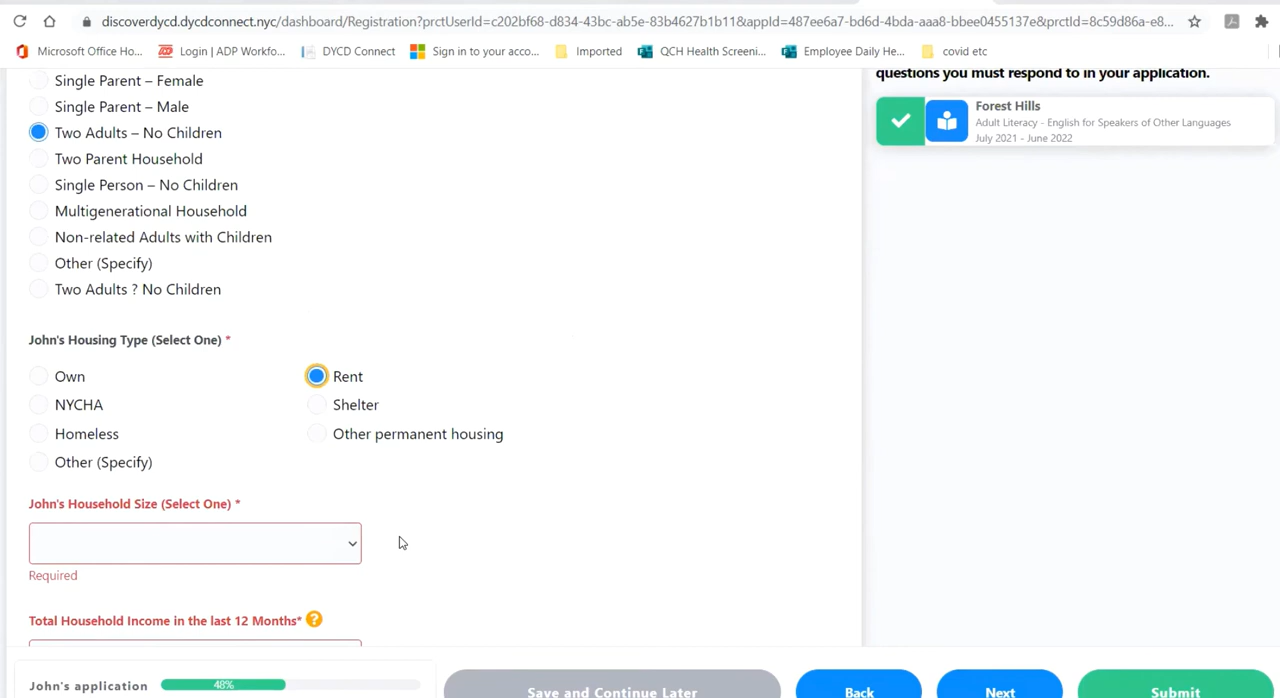 discoverdycd.dycdconnect.nyc/dashboard/Registration?prctUserId=c202bf68-d834-43bc-ab5e-83b4627b1b11&appId=487ee6a7-bd6d-4bda-aaa8-bbee0455137e&prctId=8c59d86a-e8...
Microsoft Office Ho... Login | ADP Workfo... DYCD Connect Sign in to your acco... Imported QCH Health Screeni... Employee Daily He... covid etc
Single Parent – Female
Single Parent – Male
Two Adults – No Children
Two Parent Household
Single Person – No Children
Multigenerational Household
Non-related Adults with Children
Other (Specify)
Two Adults ? No Children
John's Housing Type (Select One) *
Own Rent
NYCHA Shelter
Homeless Other permanent housing
Other (Specify)
John's Household Size (Select One) *
Required
Total Household Income in the last 12 Months* ?
questions you must respond to in your application.
Forest Hills
Adult Literacy - English for Speakers of Other Languages
July 2021 - June 2022
John's application 48% Save and Continue Later Back Next Submit